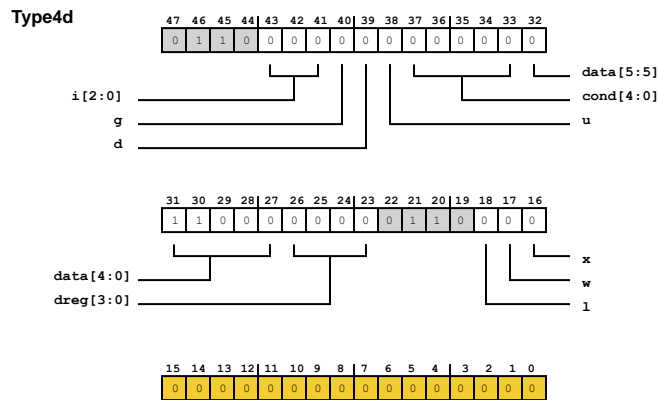 Type4d
47 46 45 44 43 42 41 40 39 38 37 36 35 34 33 32
0 1 1 0 0 0 0 0 0 0 0 0 0 0 0 0
data[5:5]
i[2:0] cond[4:0]
g u
d
31 30 29 28 27 26 25 24 23 22 21 20 19 18 17 16
1 1 0 0 0 0 0 0 0 0 1 1 0 0 0 0
x
data[4:0] w
dreg[3:0] l
15 14 13 12 11 10 9 8 7 6 5 4 3 2 1 0
0 0 0 0 0 0 0 0 0 0 0 0 0 0 0 0